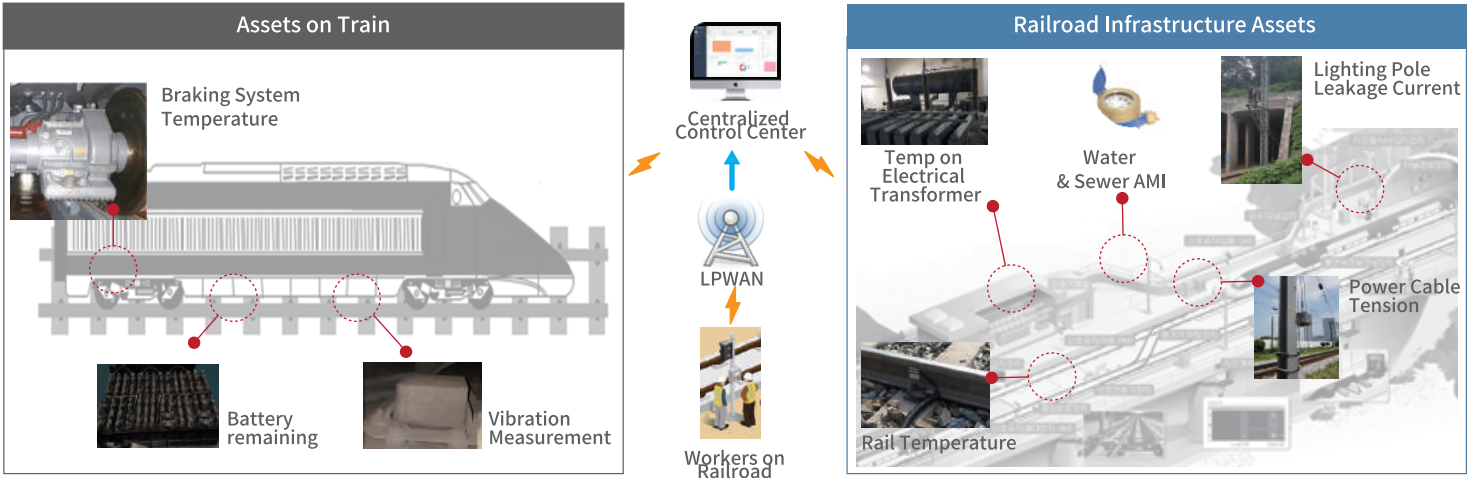 Assets on Train
Braking System
Temperature
Battery
remaining
Vibration
Measurement
Centralized
Control Center
LPWAN
Workers on
Railroad
Railroad Infrastructure Assets
Temp on
Electrical
Transformer
Water
& Sewer AMI
Lighting Pole
Leakage Current
Power Cable
Tension
Rail Temperature